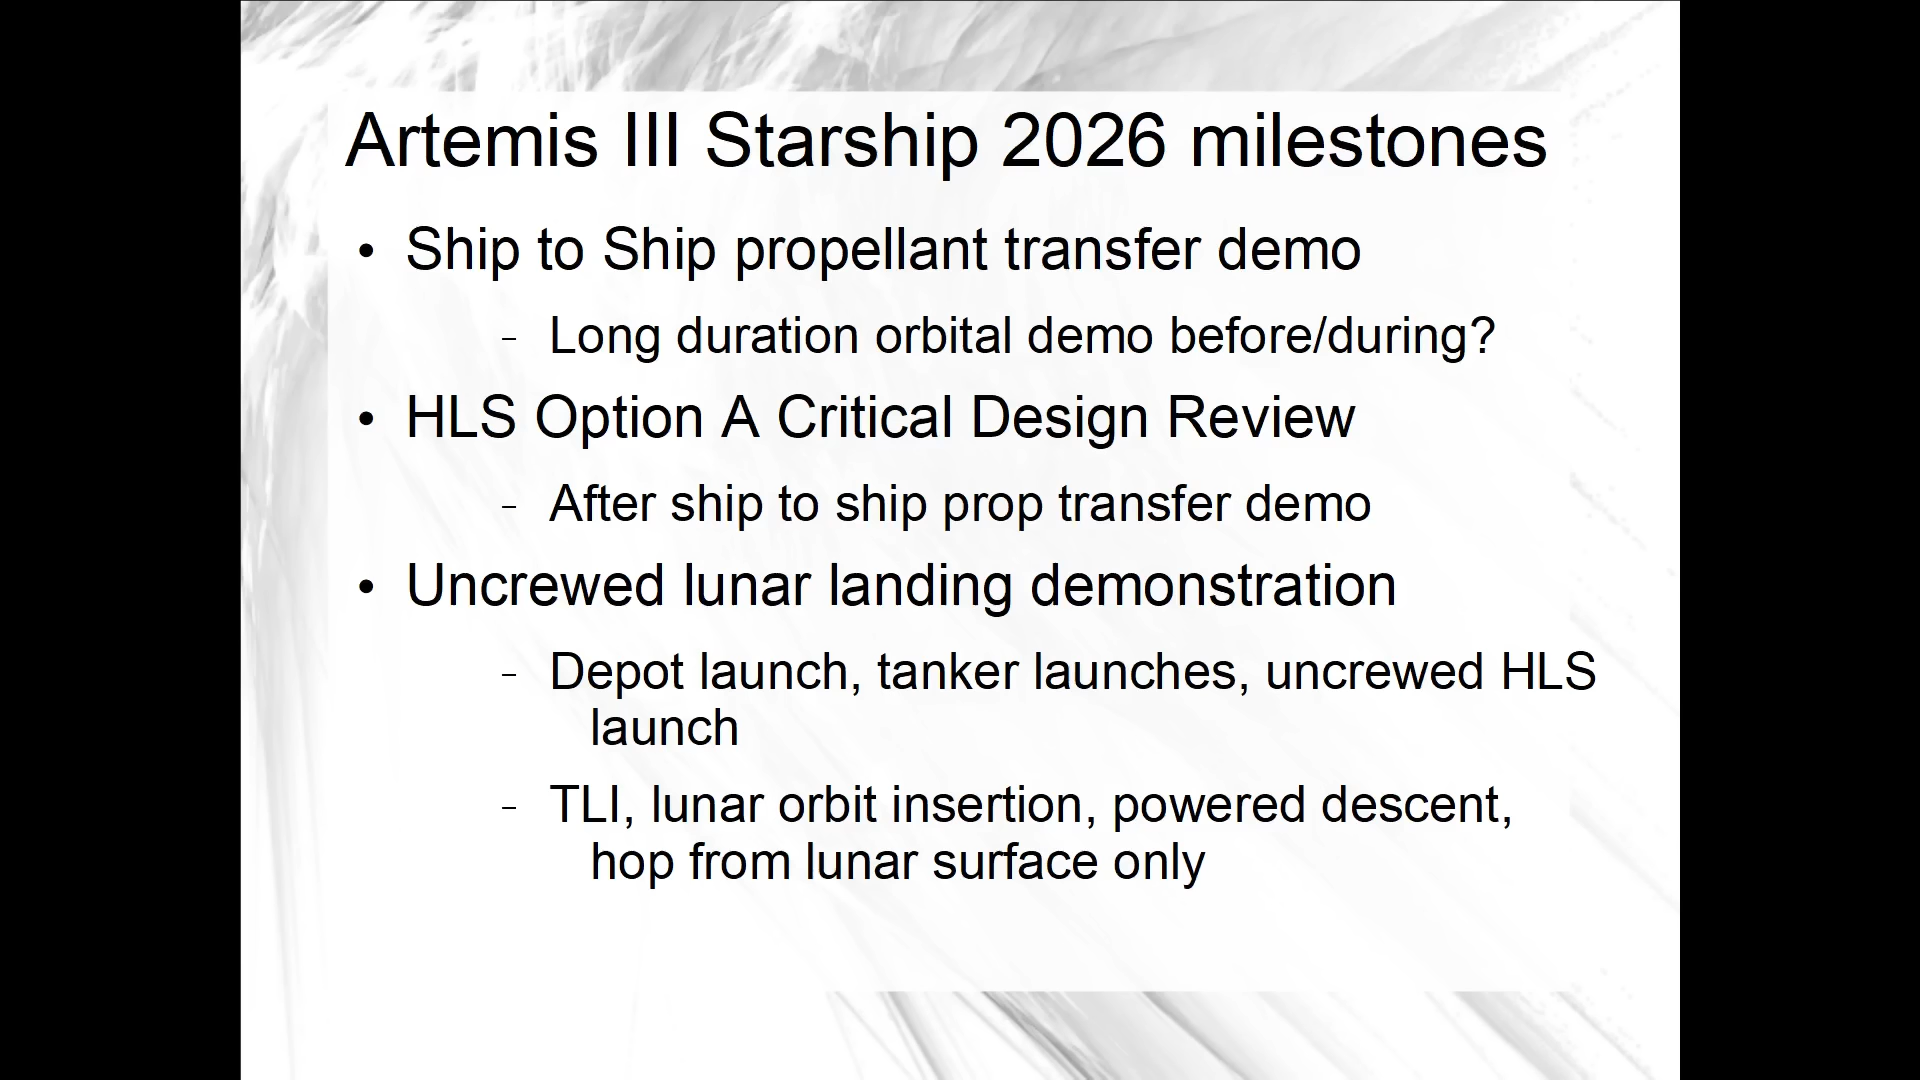 Artemis III Starship 2026 milestones
• Ship to Ship propellant transfer demo
– Long duration orbital demo before/during?
• HLS Option A Critical Design Review
– After ship to ship prop transfer demo
• Uncrewed lunar landing demonstration
– Depot launch, tanker launches, uncrewed HLS
launch
– TLI, lunar orbit insertion, powered descent,
hop from lunar surface only